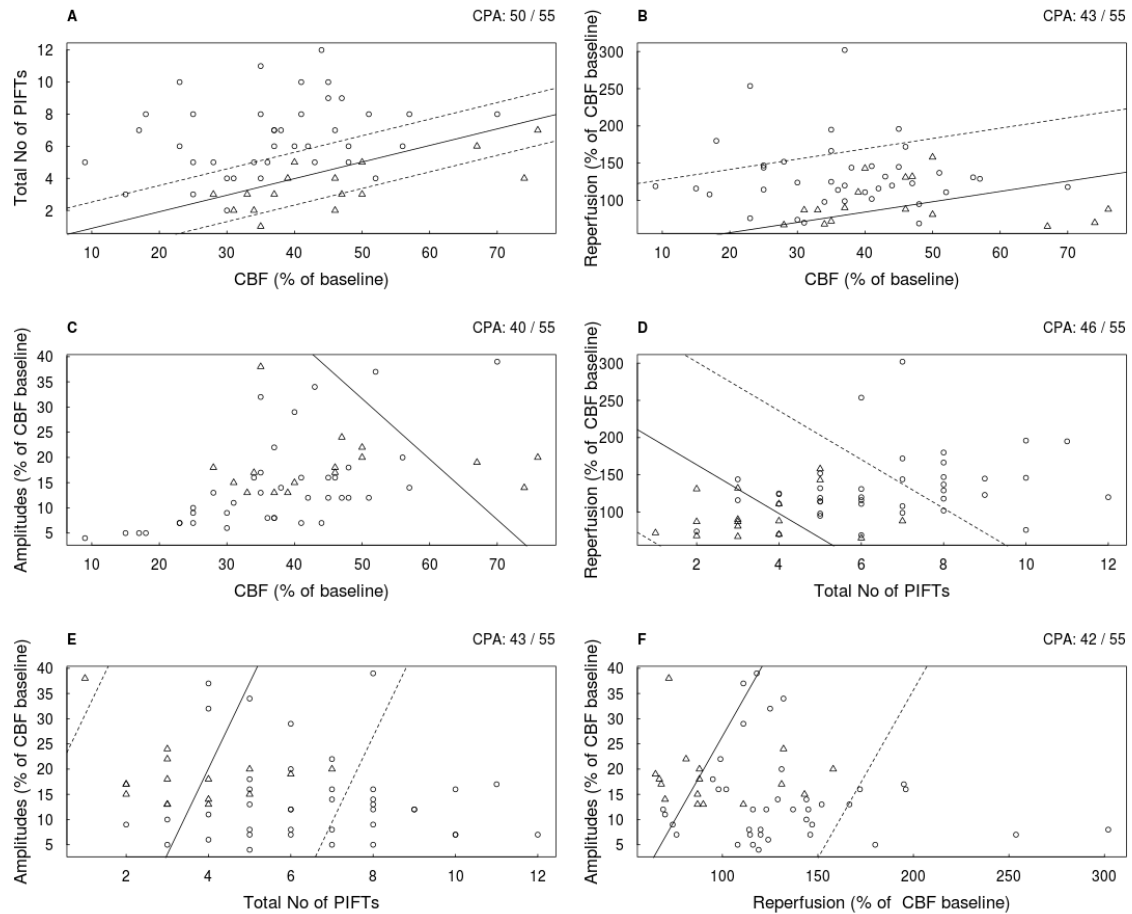 A CPA: 50 / 55
Total No of PIFTs
12
10
8
6
4
2
10 20 30 40 50 60 70
CBF (% of baseline)
B CPA: 43 / 55
Reperfusion (% of CBF baseline)
300
250
200
150
100
10 20 30 40 50 60 70
CBF (% of baseline)
C CPA: 40 / 55
Amplitudes (% of CBF baseline)
40
35
30
25
20
15
10
5
10 20 30 40 50 60 70
CBF (% of baseline)
D CPA: 46 / 55
Reperfusion (% of CBF baseline)
300
250
200
150
100
2 4 6 8 10 12
Total No of PIFTs
E CPA: 43 / 55
Amplitudes (% of CBF baseline)
40
35
30
25
20
15
10
5
2 4 6 8 10 12
Total No of PIFTs
F CPA: 42 / 55
Amplitudes (% of CBF baseline)
40
35
30
25
20
15
10
5
100 150 200 250 300
Reperfusion (% of CBF baseline)